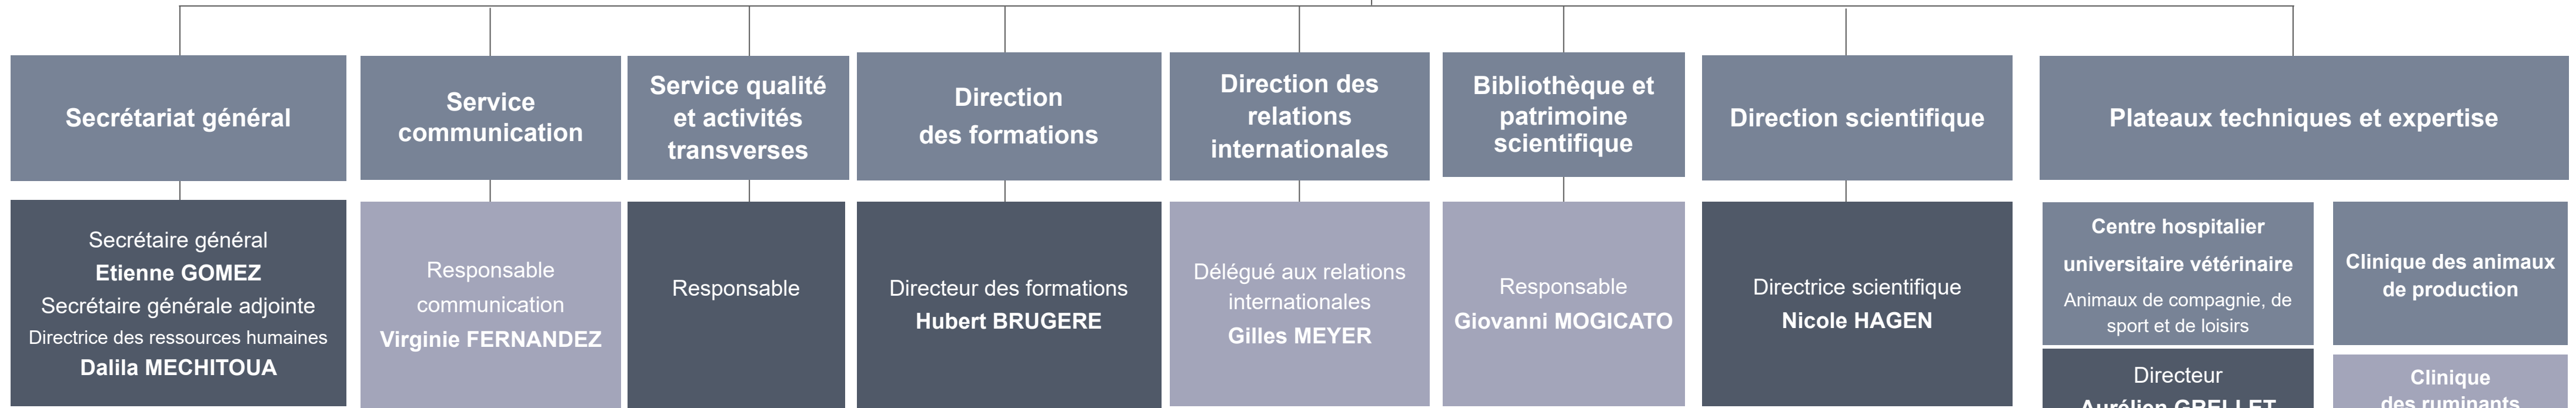 Secrétariat général
Secrétaire général
Etienne GOMEZ
Secrétaire générale adjointe
Directrice des ressources humaines
Dalila MECHITOUA
Service
communication
Responsable
communication
Virginie FERNANDEZ
Service qualité
et activités
transverses
Responsable
Direction
des formations
Directeur des formations
Hubert BRUGERE
Direction des
relations
internationales
Délégué aux relations
internationales
Gilles MEYER
Bibliothèque et
patrimoine
scientifique
Responsable
Giovanni MOGICATO
Direction scientifique
Directrice scientifique
Nicole HAGEN
Plateaux techniques et expertise
Centre hospitalier
universitaire vétérinaire
Animaux de compagnie, de
sport et de loisirs
Directeur
Aurélien GRELLET
Clinique des animaux
de production
Clinique
des ruminants